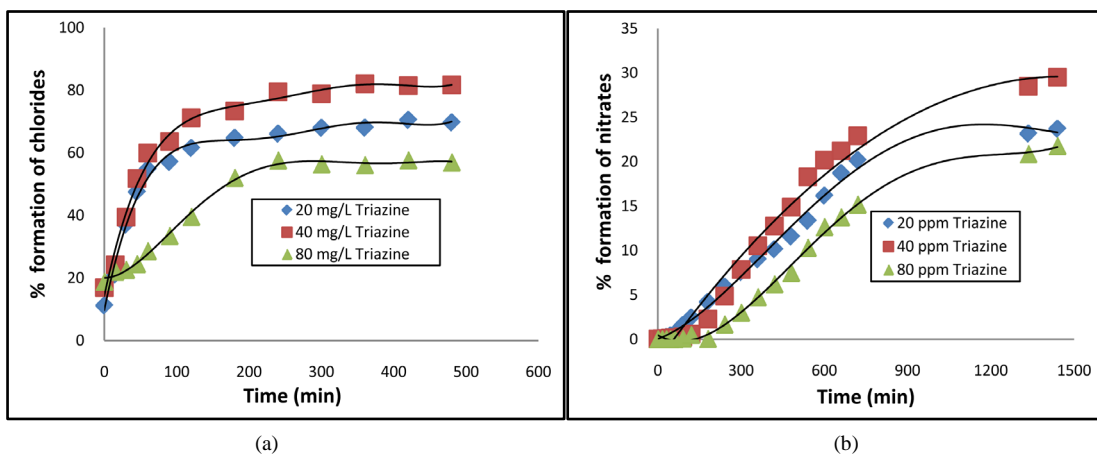 100
80
60
40
20
0
% formation of chlorides
20 mg/L Triazine
40 mg/L Triazine
80 mg/L Triazine
0 100 200 300 400 500 600
Time (min)
(a)
35
30
25
20
15
10
5
0
% formation of nitrates
20 ppm Triazine
40 ppm Triazine
80 ppm Triazine
0 300 600 900 1200 1500
Time (min)
(b)